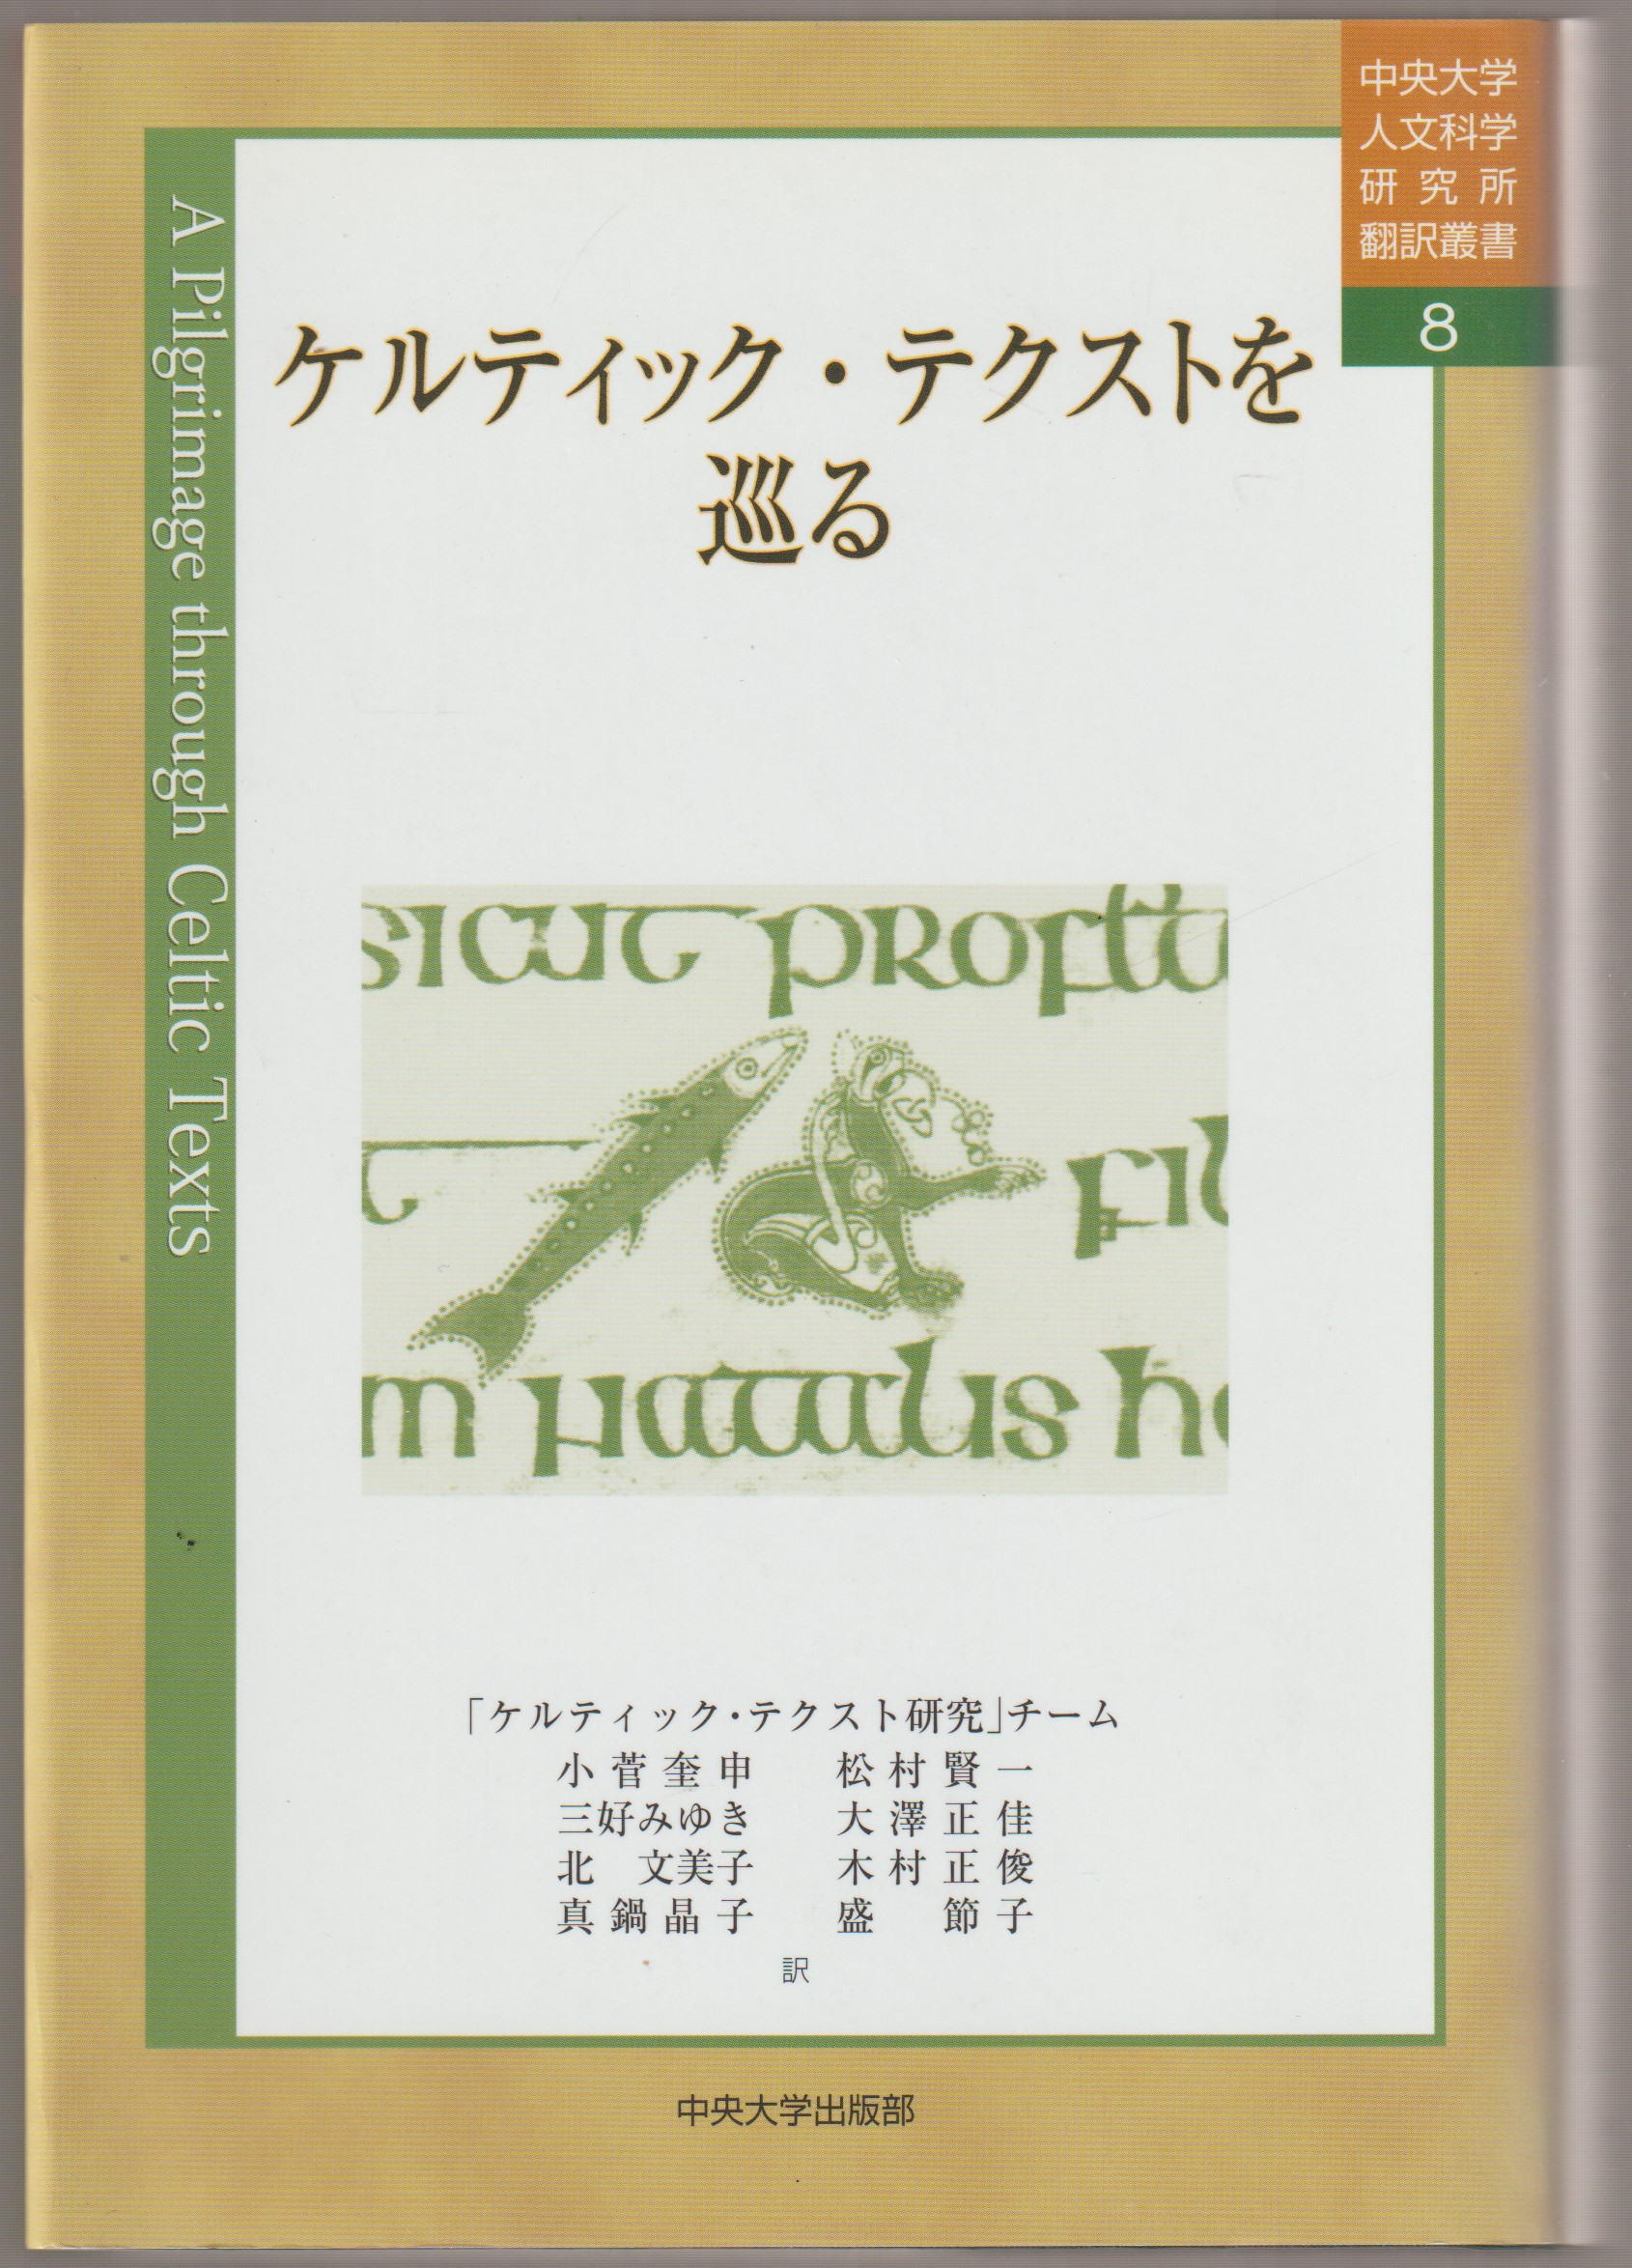 中央大学
人文科学
研究所
翻訳叢書
8
ケルティック・テクストを
巡る
A Pilgrimage through Celtic Texts
sicut
fil
m
「ケルティック・テクスト研究」チーム
小菅奎申 松村賢一
三好みゆき 大澤正佳
北 文美子 木村正俊
真鍋晶子 盛 節子
訳
中央大学出版部